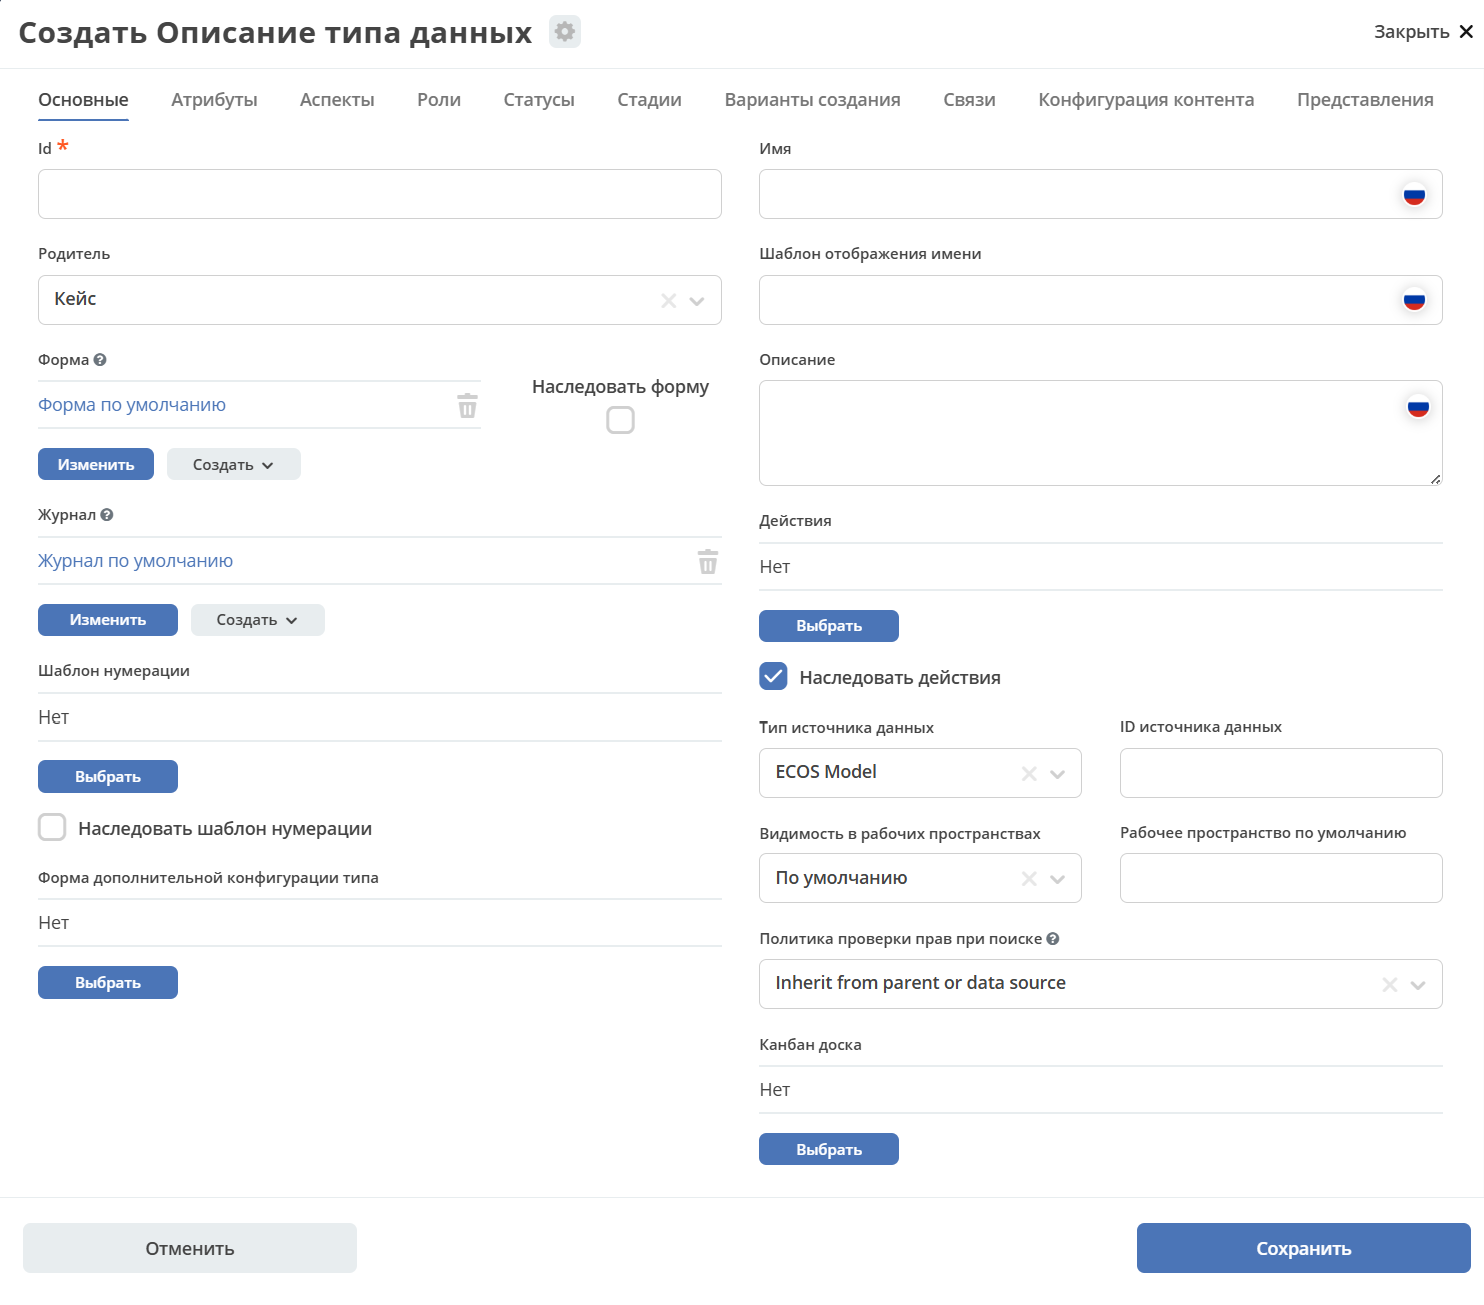 Создать Описание типа данных
Закрыть
Основные Атрибуты Аспекты Роли Статусы Стадии Варианты создания Связи Конфигурация контента Представления
Id *
Имя
Родитель
Кейс
Шаблон отображения имени
Форма
Форма по умолчанию
Наследовать форму
Изменить Создать
Описание
Журнал
Журнал по умолчанию
Изменить Создать
Действия
Нет
Выбрать
Наследовать действия
Шаблон нумерации
Нет
Выбрать
Наследовать шаблон нумерации
Тип источника данных
ECOS Model
ID источника данных
Видимость в рабочих пространствах
По умолчанию
Рабочее пространство по умолчанию
Форма дополнительной конфигурации типа
Нет
Выбрать
Политика проверки прав при поиске
Inherit from parent or data source
Канбан доска
Нет
Выбрать
Отменить
Сохранить